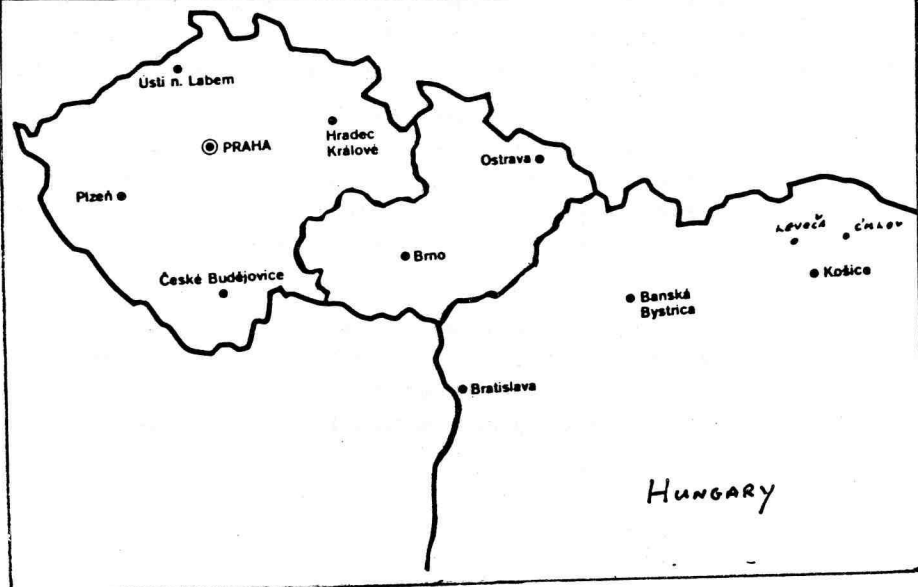 Ústí n. Labem
PRAHA
Hradec
Králové
Ostrava
Plzeň
LEVOČA
Brno
Košice
České Budějovice
Banská
Bystrica
Bratislava
HUNGARY